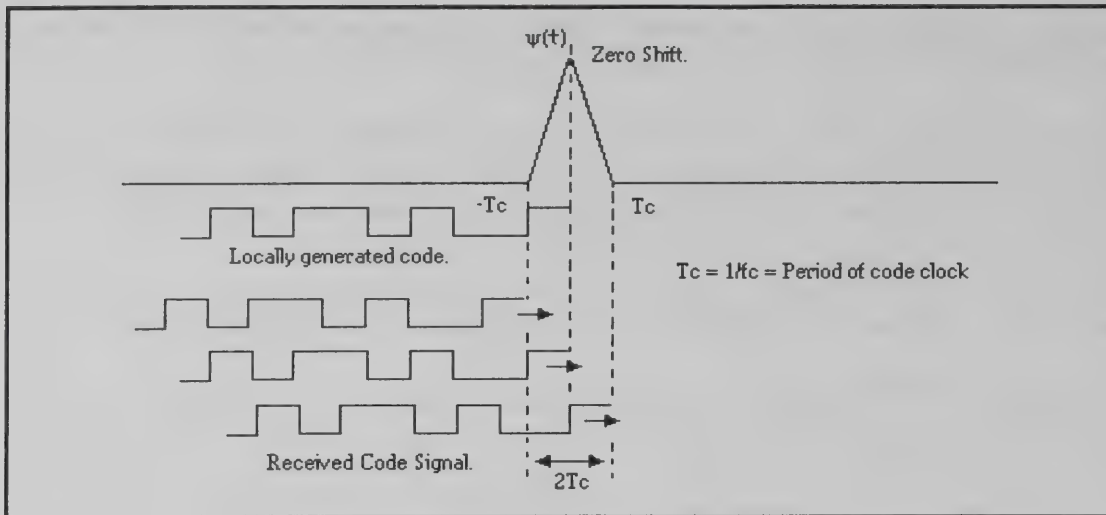 ψ(t)
Zero Shift.
-Tc
Tc
Locally generated code.
Tc = 1/fc = Period of code clock
Received Code Signal.
2Tc